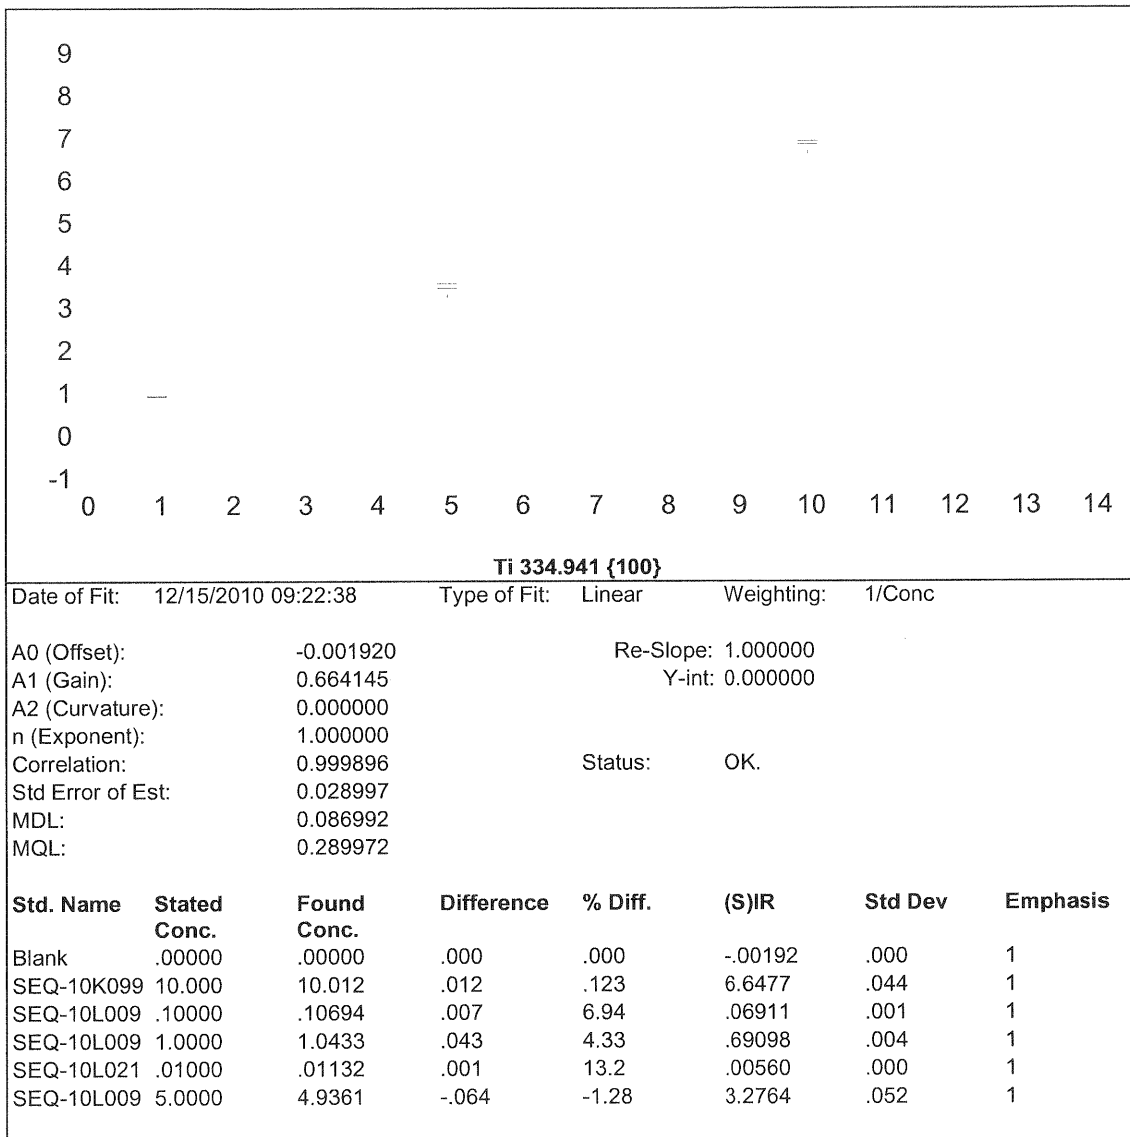 9
8
7
6
5
4
3
2
1
0
-1
0 1 2 3 4 5 6 7 8 9 10 11 12 13 14
Ti 334.941 {100}
Date of Fit: 12/15/2010 09:22:38 Type of Fit: Linear Weighting: 1/Conc
A0 (Offset): -0.001920 Re-Slope: 1.000000
A1 (Gain): 0.664145 Y-int: 0.000000
A2 (Curvature): 0.000000
n (Exponent): 1.000000
Correlation: 0.999896 Status: OK.
Std Error of Est: 0.028997
MDL: 0.086992
MQL: 0.289972
Std. Name Stated Found Difference % Diff. (S)IR Std Dev Emphasis
Conc. Conc.
Blank .00000 .00000 .000 .000 -.00192 .000 1
SEQ-10K099 10.000 10.012 .012 .123 6.6477 .044 1
SEQ-10L009 .10000 .10694 .007 6.94 .06911 .001 1
SEQ-10L009 1.0000 1.0433 .043 4.33 .69098 .004 1
SEQ-10L021 .01000 .01132 .001 13.2 .00560 .000 1
SEQ-10L009 5.0000 4.9361 -.064 -1.28 3.2764 .052 1